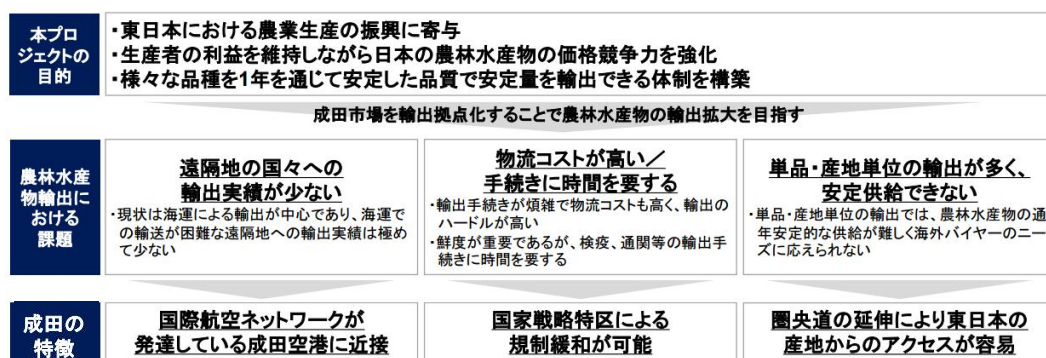 本プロ
ジェクトの
目的
・東日本における農業生産の振興に寄与
・生産者の利益を維持しながら日本の農林水産物の価格競争力を強化
・様々な品種を1年を通じて安定した品質で安定量を輸出できる体制を構築
成田市場を輸出拠点化することで農林水産物の輸出拡大を目指す
農林水産
物輸出に
おける
課題
遠隔地の国々への
輸出実績が少ない
・現状は海運による輸出が中心であり、海運で
の輸送が困難な遠隔地への輸出実績は極め
て少ない
物流コストが高い／
手続きに時間を要する
・輸出手続きが煩雑で物流コストも高く、輸出の
ハードルが高い
・鮮度が重要であるが、検疫、通関等の輸出手
続きに時間を要する
単品・産地単位の輸出が多く、
安定供給できない
・単品・産地単位の輸出では、農林水産物の通
年安定的な供給が難しく海外バイヤーのニー
ズに応えられない
成田の
特徴
国際航空ネットワークが
発達している成田空港に近接
国家戦略特区による
規制緩和が可能
圏央道の延伸により東日本の
産地からのアクセスが容易